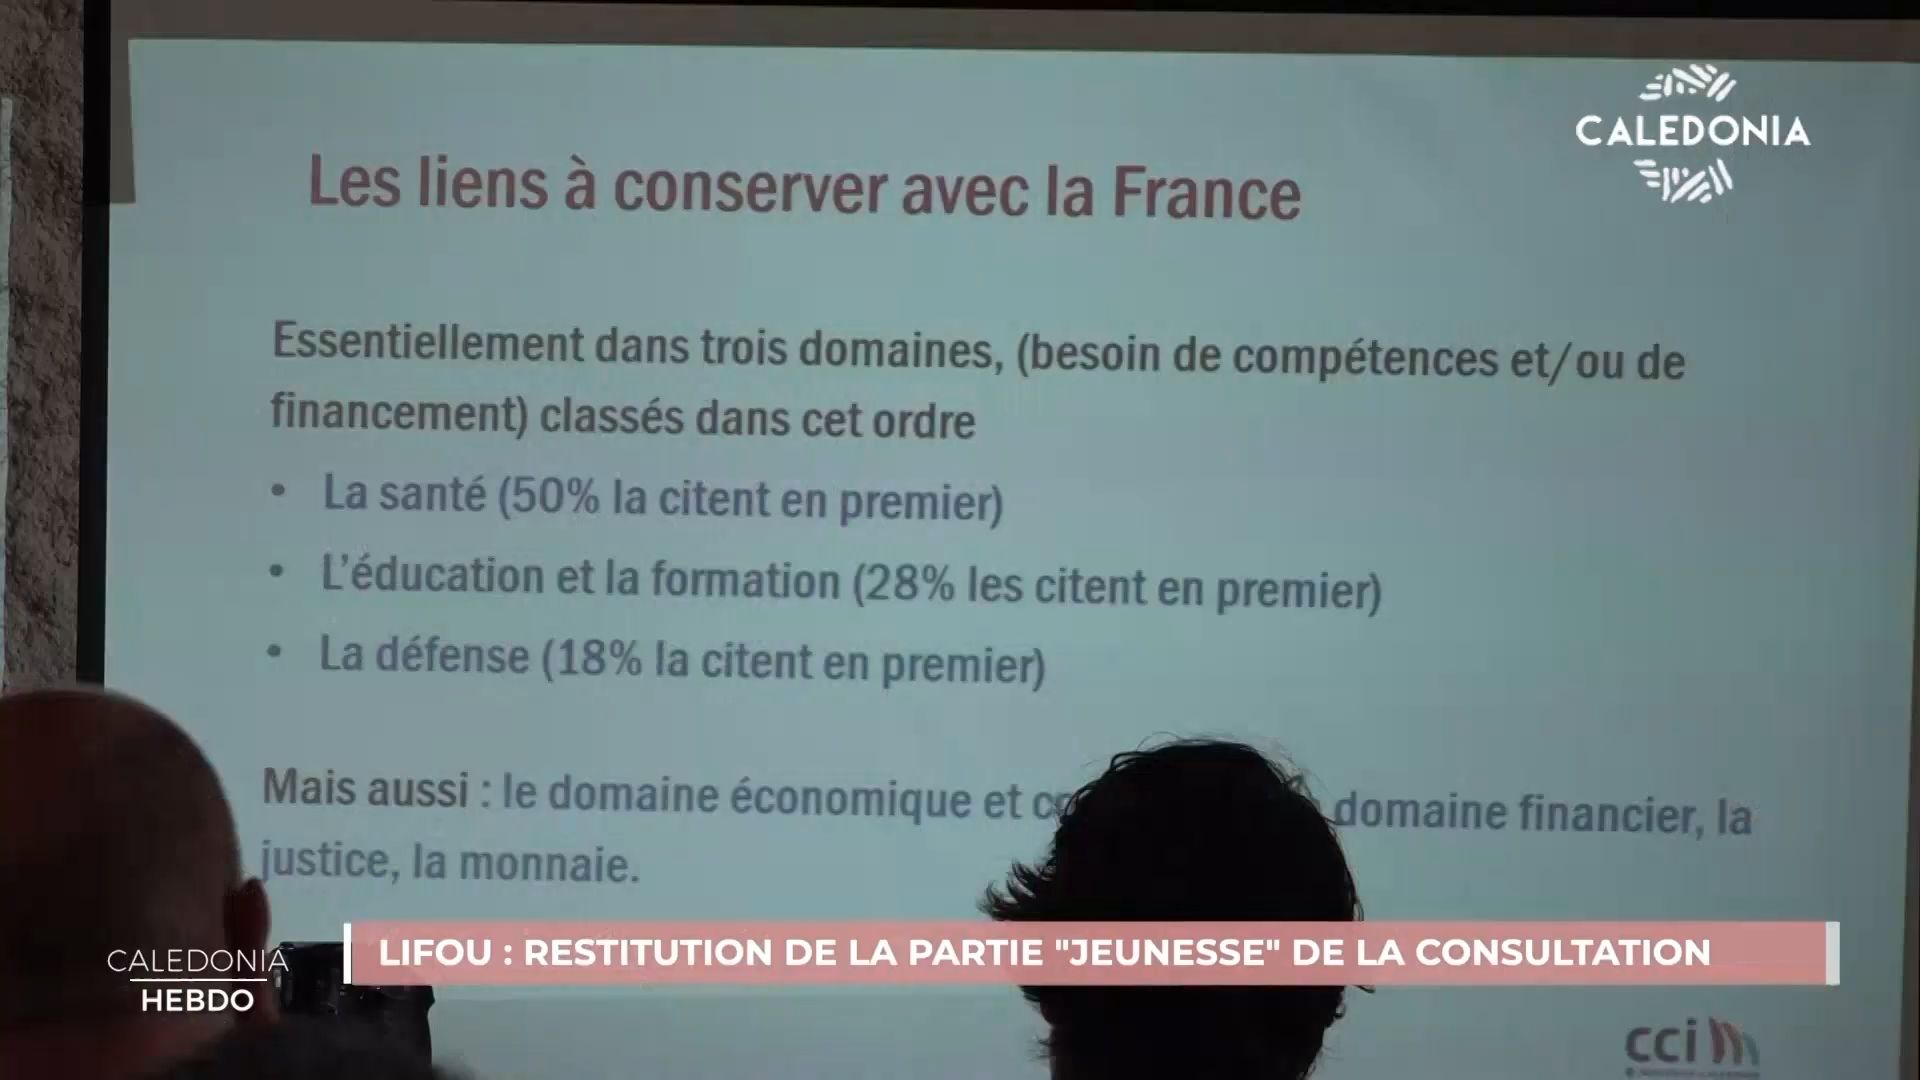 CALEDONIA
Les liens à conserver avec la France
Essentiellement dans trois domaines, (besoin de compétences et/ou de
financement) classés dans cet ordre
• La santé (50% la citent en premier)
• L'éducation et la formation (28% les citent en premier)
• La défense (18% la citent en premier)
Mais aussi : le domaine économique et domaine financier, la
justice, la monnaie.
LIFOU : RESTITUTION DE LA PARTIE "JEUNESSE" DE LA CONSULTATION
CALEDONIA
HEBDO
cci